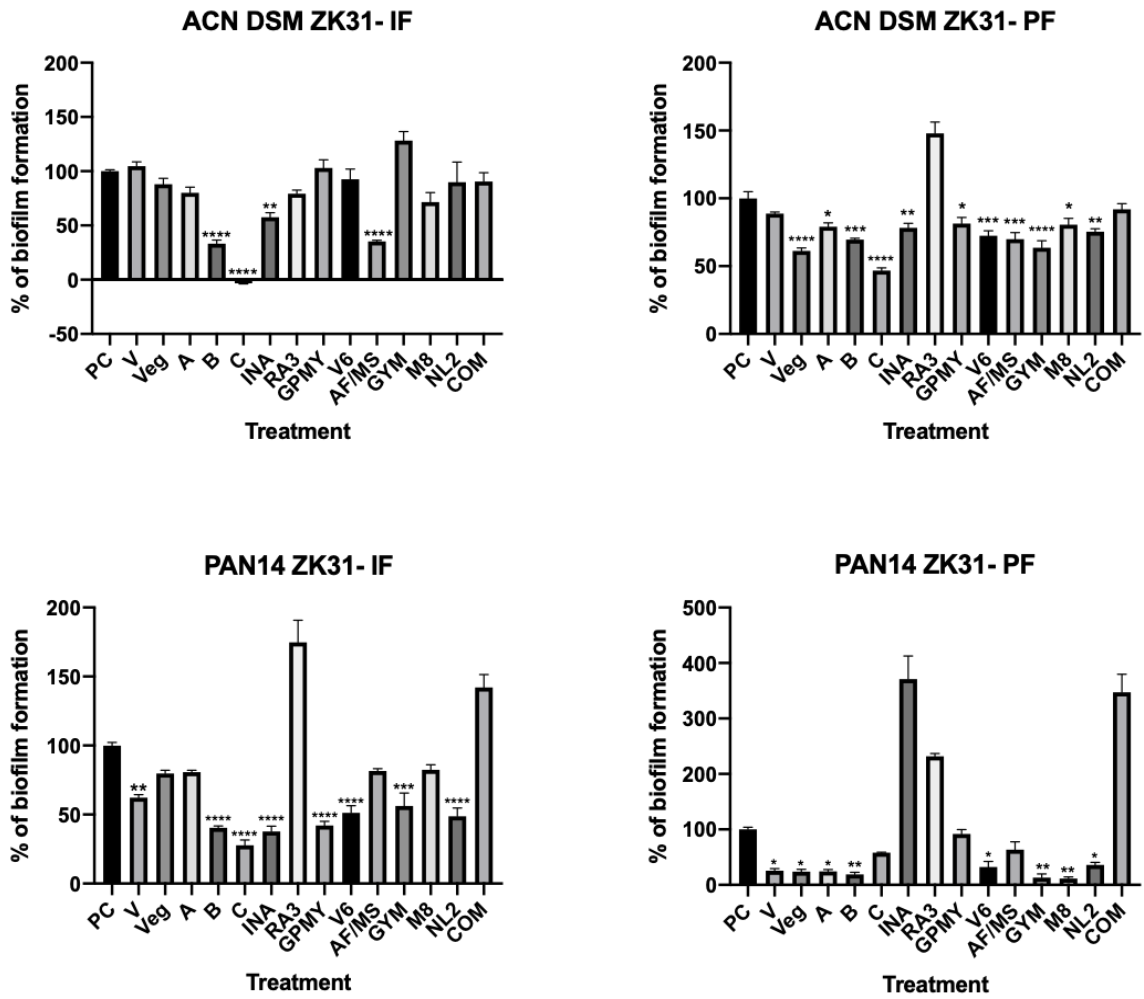 ACN DSM ZK31- IF
% of biofilm formation
200
150
100
50
0
-50
**** **** ** ****
PC V Veg A B C INA RA3 GPMY V6 AF/MS GYM M8 NL2 COM
Treatment
ACN DSM ZK31- PF
% of biofilm formation
200
150
100
50
0
**** * *** **** ** * *** *** **** * **
PC V Veg A B C INA RA3 GPMY V6 AF/MS GYM M8 NL2 COM
Treatment
PAN14 ZK31- IF
% of biofilm formation
200
150
100
50
0
** **** **** **** **** **** *** ****
PC V Veg A B C INA RA3 GPMY V6 AF/MS GYM M8 NL2 COM
Treatment
PAN14 ZK31- PF
% of biofilm formation
500
400
300
200
100
0
* * * ** * ** ** *
PC V Veg A B C INA RA3 GPMY V6 AF/MS GYM M8 NL2 COM
Treatment